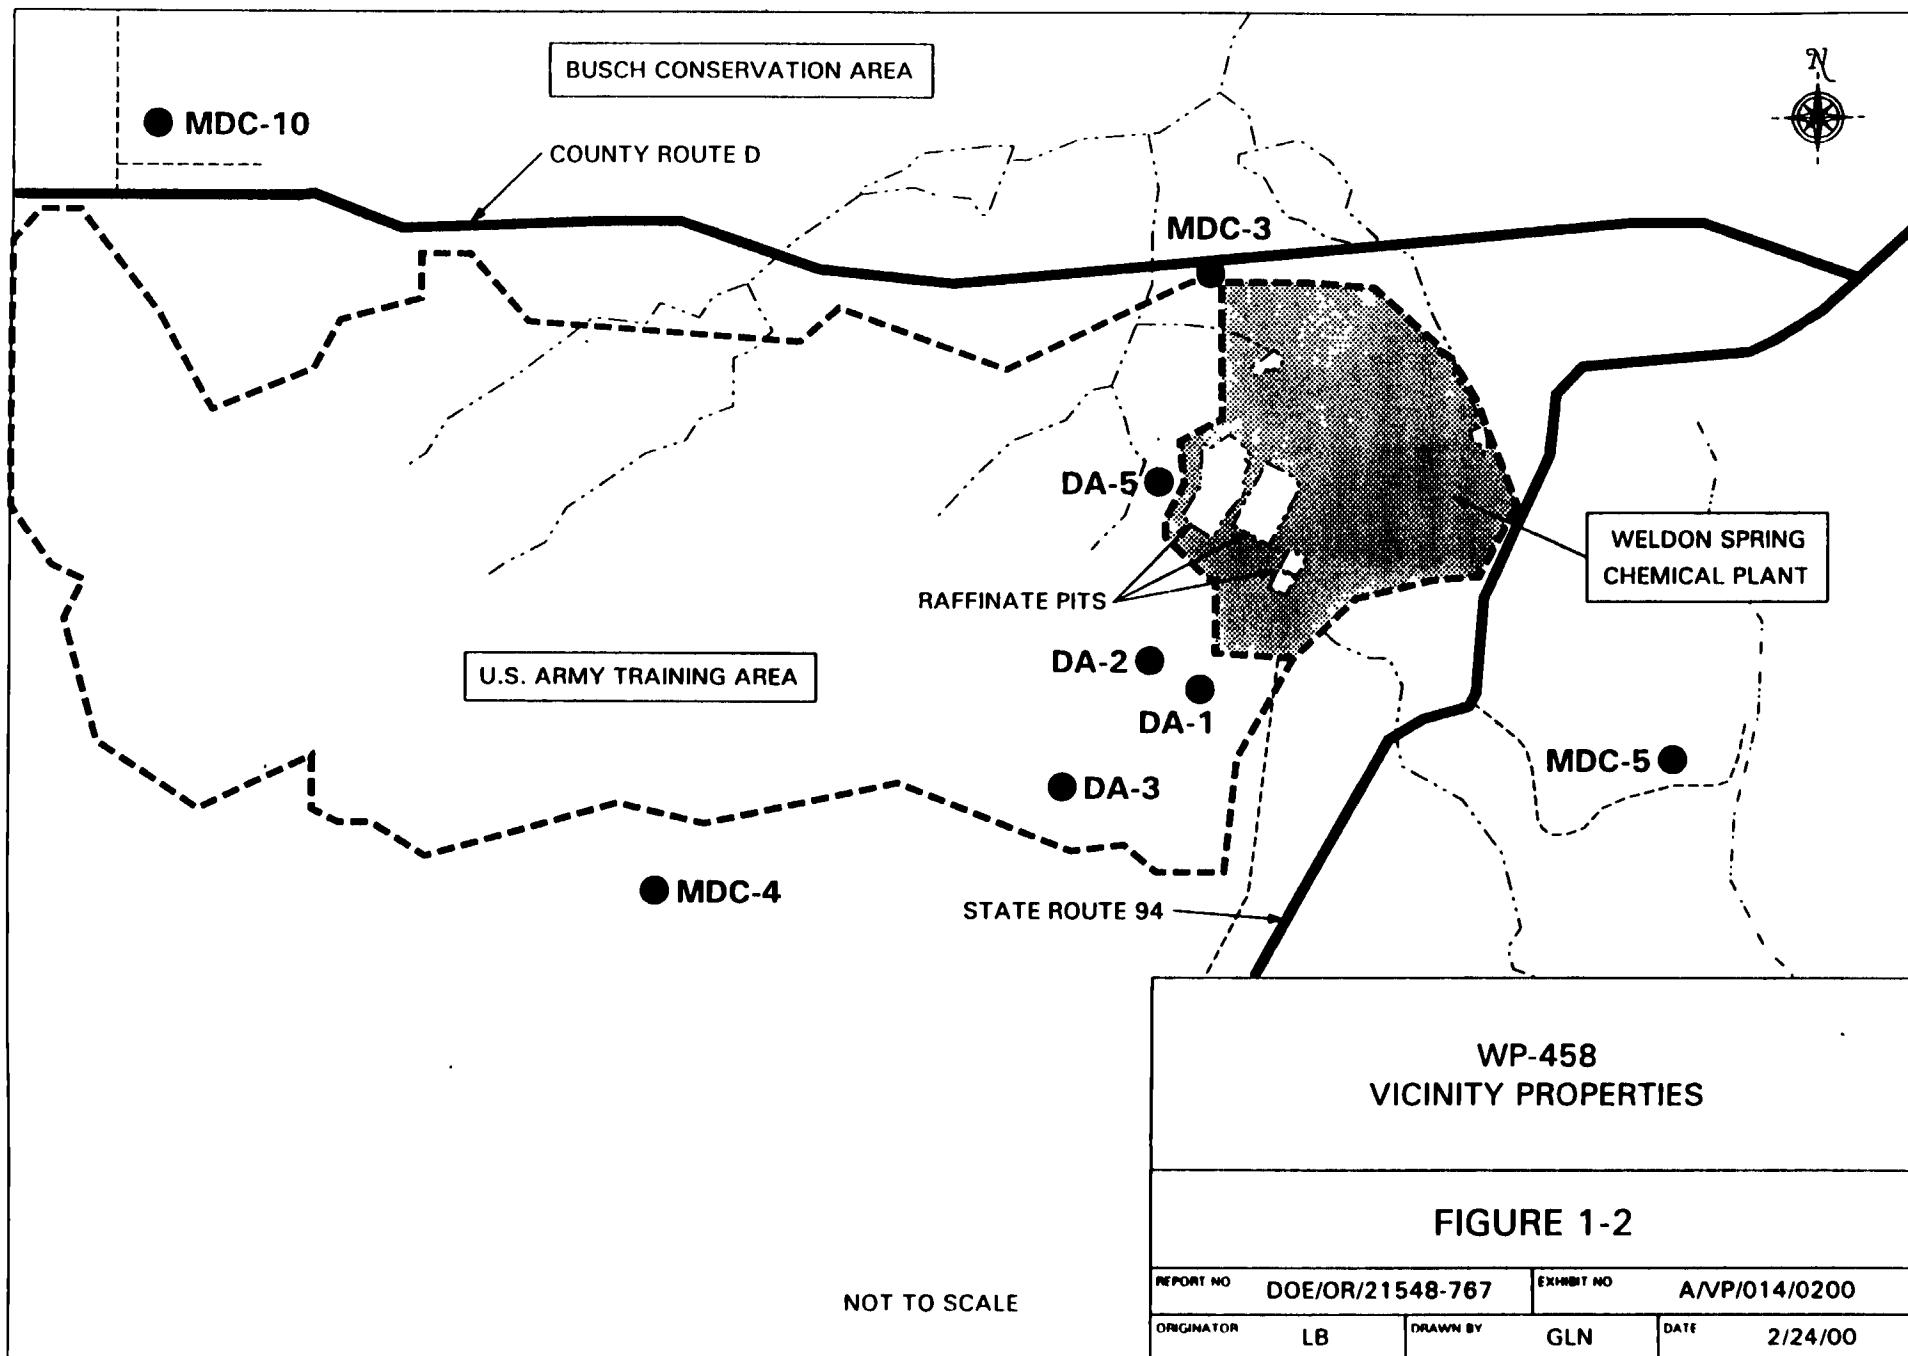 BUSCH CONSERVATION AREA
N
MDC-10
COUNTY ROUTE D
MDC-3
DA-5
WELDON SPRING
CHEMICAL PLANT
RAFFINATE PITS
DA-2
U.S. ARMY TRAINING AREA
DA-1
MDC-5
DA-3
MDC-4
STATE ROUTE 94
WP-458
VICINITY PROPERTIES
FIGURE 1-2
NOT TO SCALE
REPORT NO DOE/OR/21548-767 EXHIBIT NO A/VP/014/0200
ORIGINATOR LB DRAWN BY GLN DATE 2/24/00